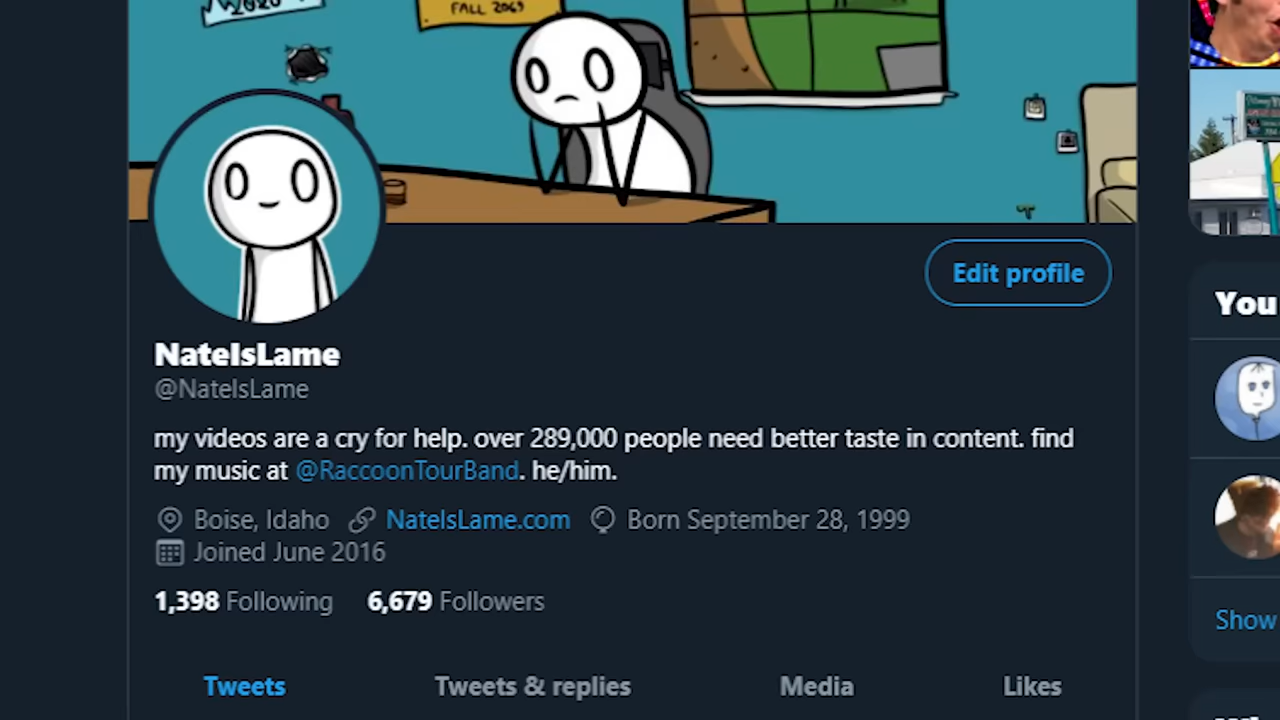 2020
FALL 2069
Edit profile
NateIsLame
@NateIsLame
my videos are a cry for help. over 289,000 people need better taste in content. find
my music at @RaccoonTourBand. he/him.
Boise, Idaho NateIsLame.com Born September 28, 1999
Joined June 2016
1,398 Following 6,679 Followers
Tweets Tweets & replies Media Likes
You
Show